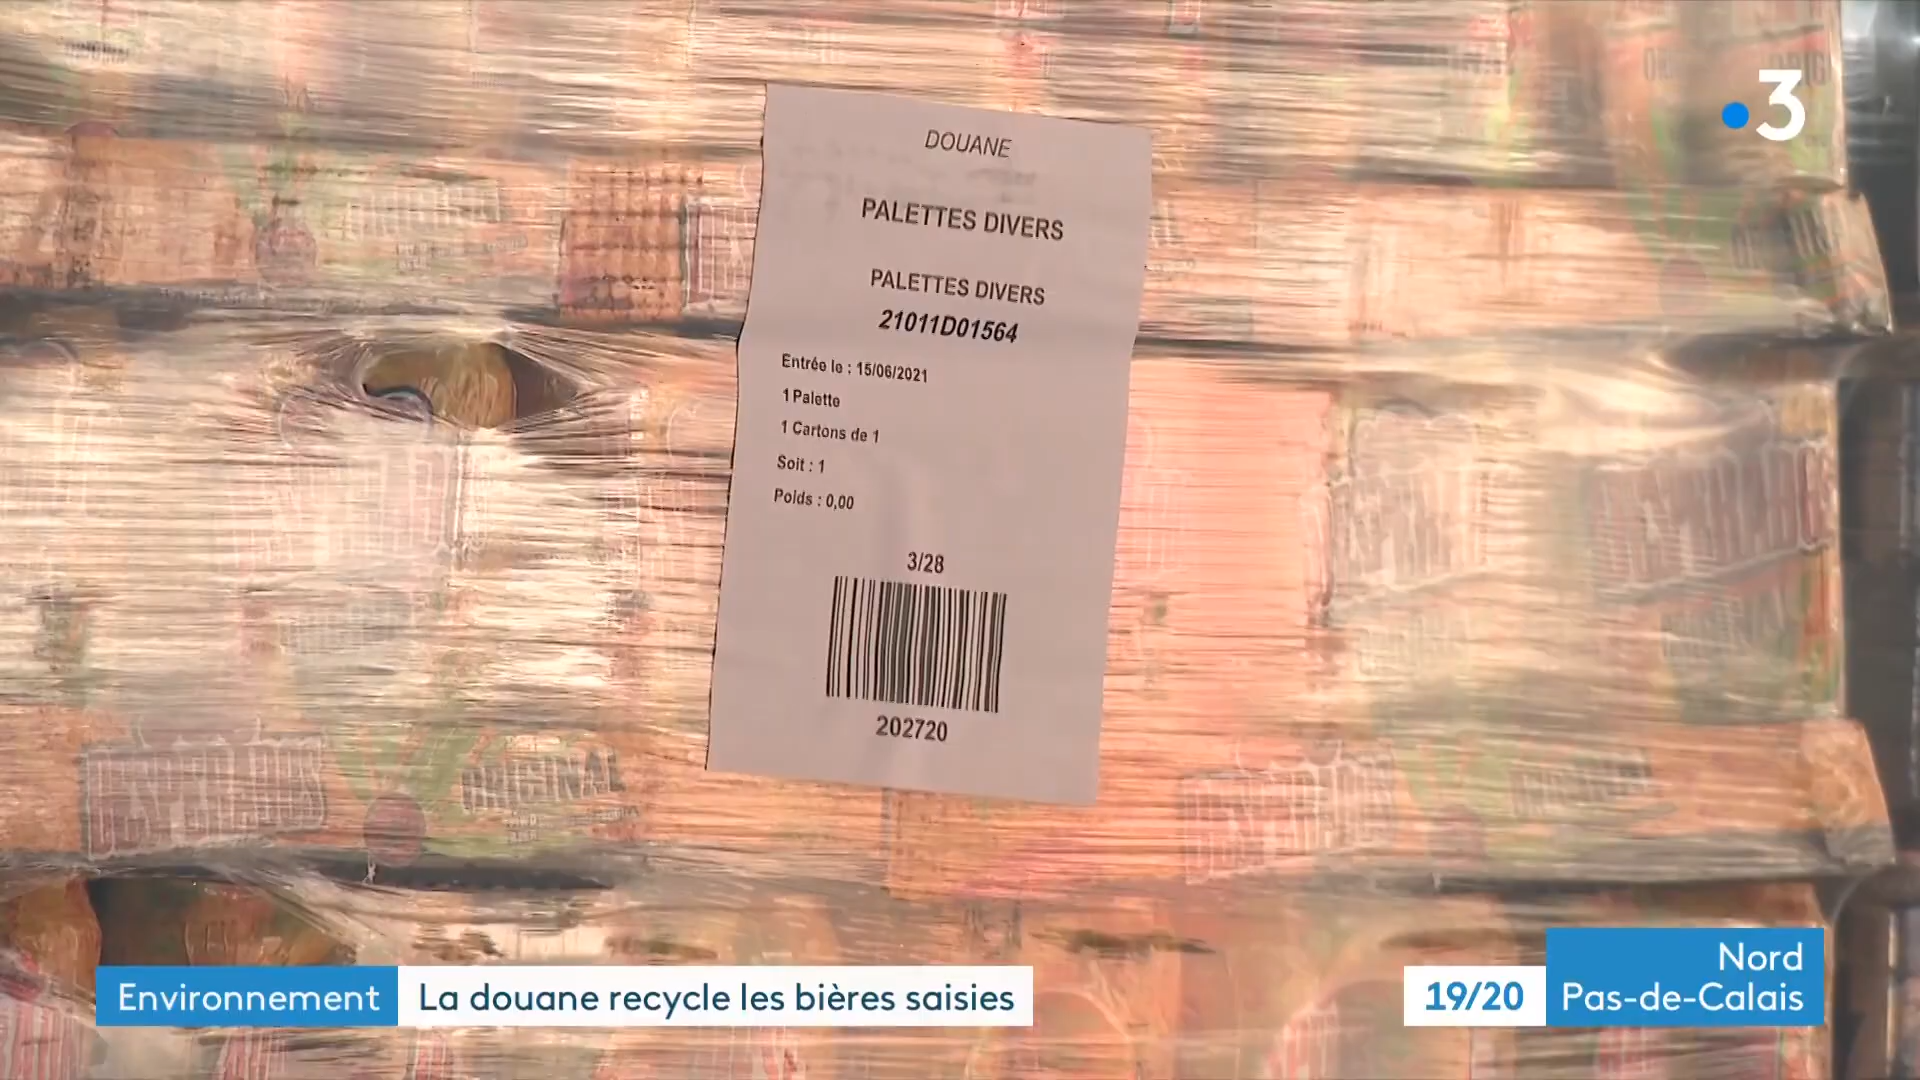 3
DOUANE
PALETTES DIVERS
PALETTES DIVERS
21011D01564
Entrée le : 15/06/2021
1 Palette
1 Cartons de 1
Soit : 1
Poids : 0,00
3/28
202720
DESPERADOS
ORIGINAL
DESPERADOS
Environnement
La douane recycle les bières saisies
19/20
Nord
Pas-de-Calais